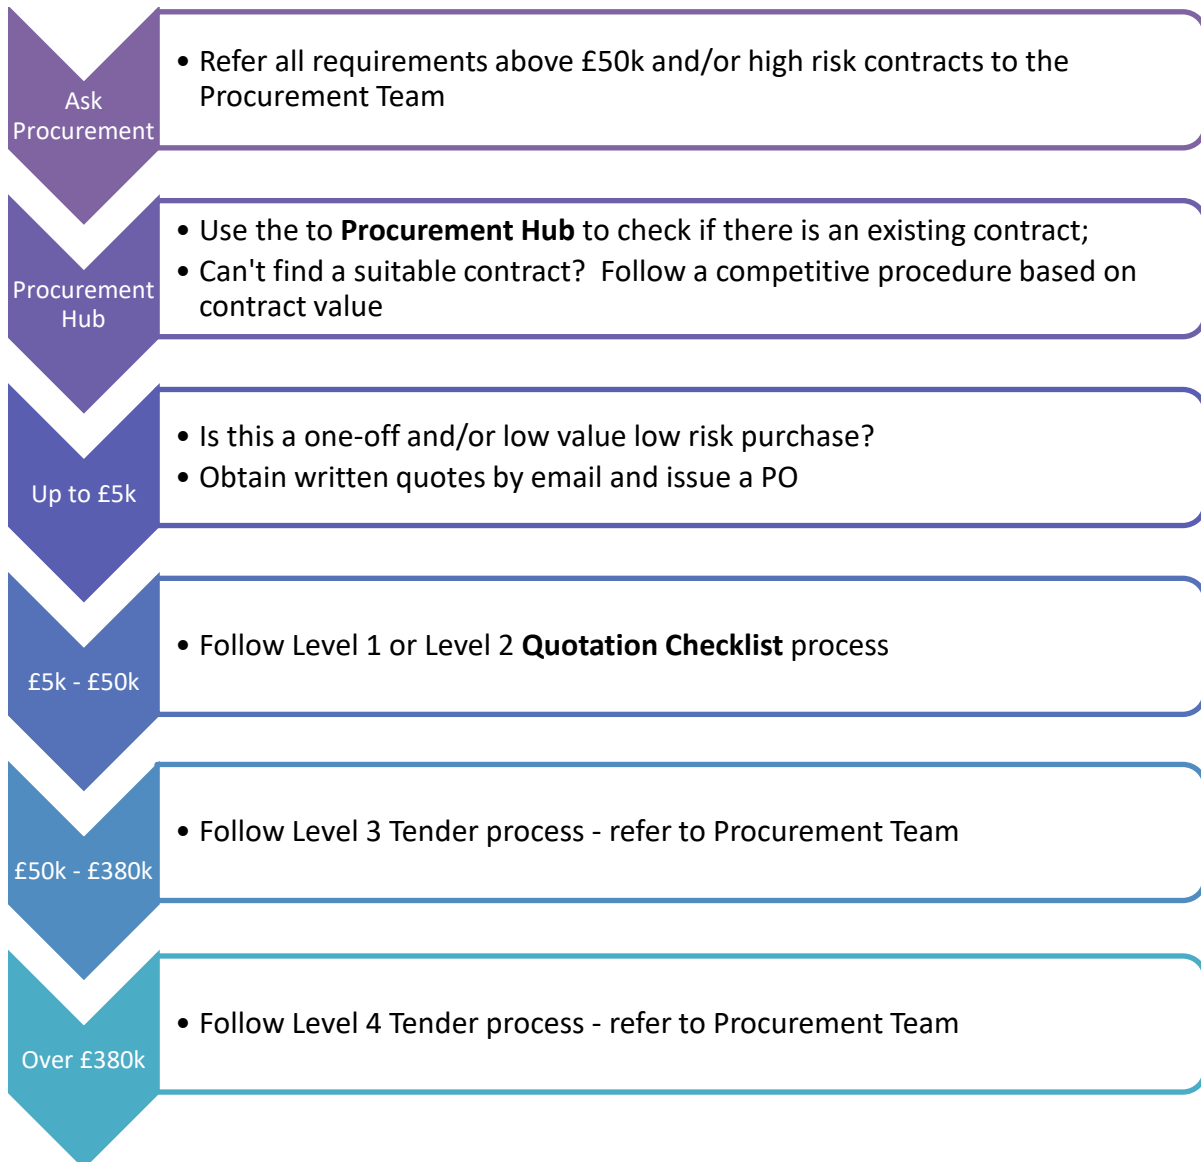 Ask
Procurement
• Refer all requirements above £50k and/or high risk contracts to the
Procurement Team
Procurement
Hub
• Use the to Procurement Hub to check if there is an existing contract;
• Can't find a suitable contract?  Follow a competitive procedure based on
contract value
Up to £5k
• Is this a one-off and/or low value low risk purchase?
• Obtain written quotes by email and issue a PO
£5k - £50k
• Follow Level 1 or Level 2 Quotation Checklist process
£50k - £380k
• Follow Level 3 Tender process - refer to Procurement Team
Over £380k
• Follow Level 4 Tender process - refer to Procurement Team